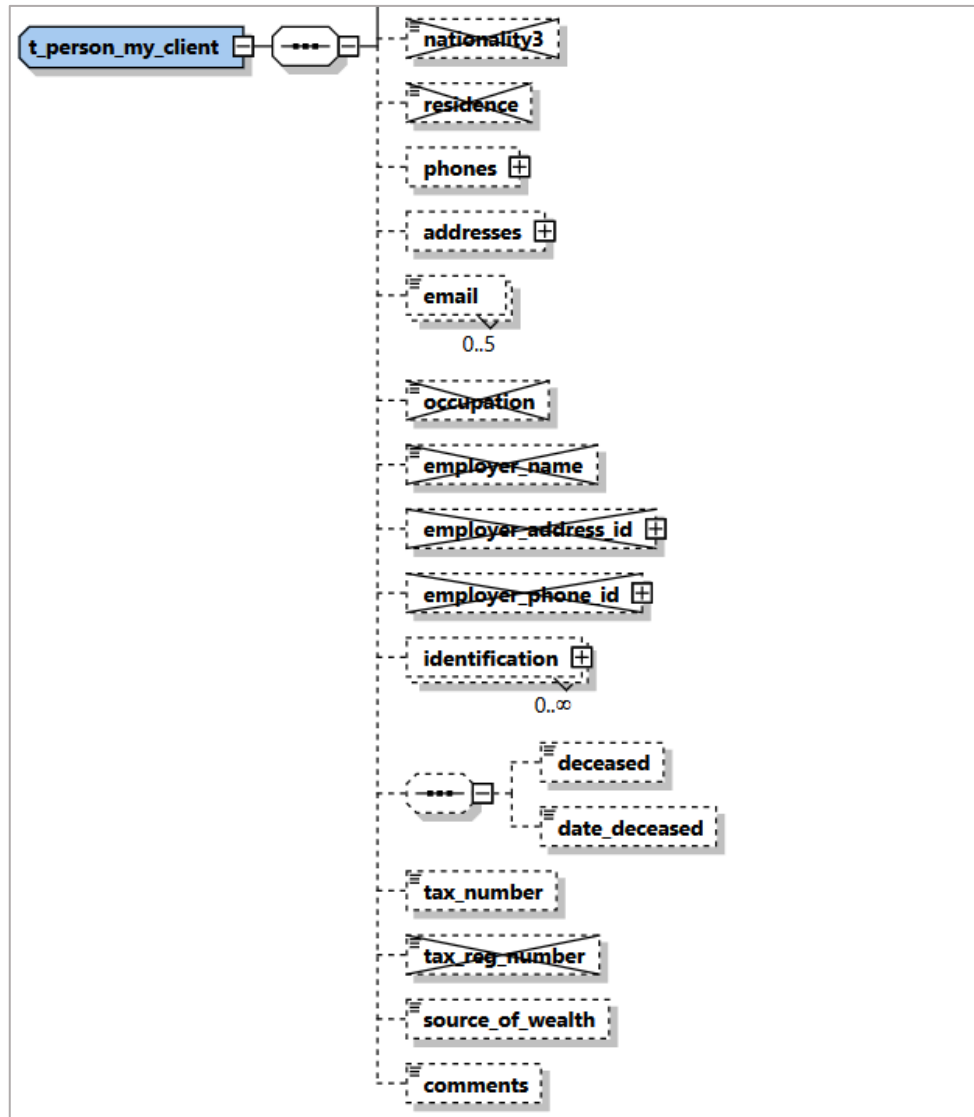 t_person_my_client
nationality3
residence
phones
addresses
email
0..5
occupation
employer_name
employer_address_id
employer_phone_id
identification
0..∞
deceased
date_deceased
tax_number
tax_reg_number
source_of_wealth
comments